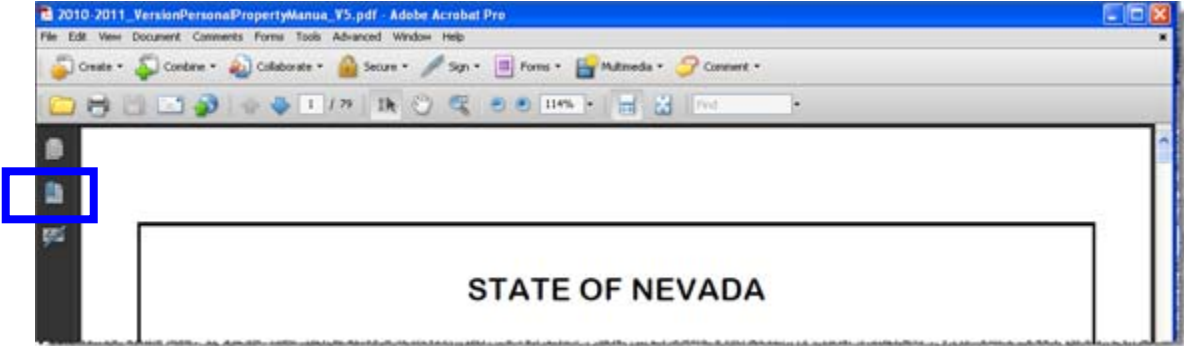 2010-2011_VersionPersonalPropertyManua_V5.pdf - Adobe Acrobat Pro
File Edit View Document Comments Forms Tools Advanced Window Help
Create Combine Collaborate Secure Sign Forms Multimedia Comment
1 / 79 114% Find
STATE OF NEVADA